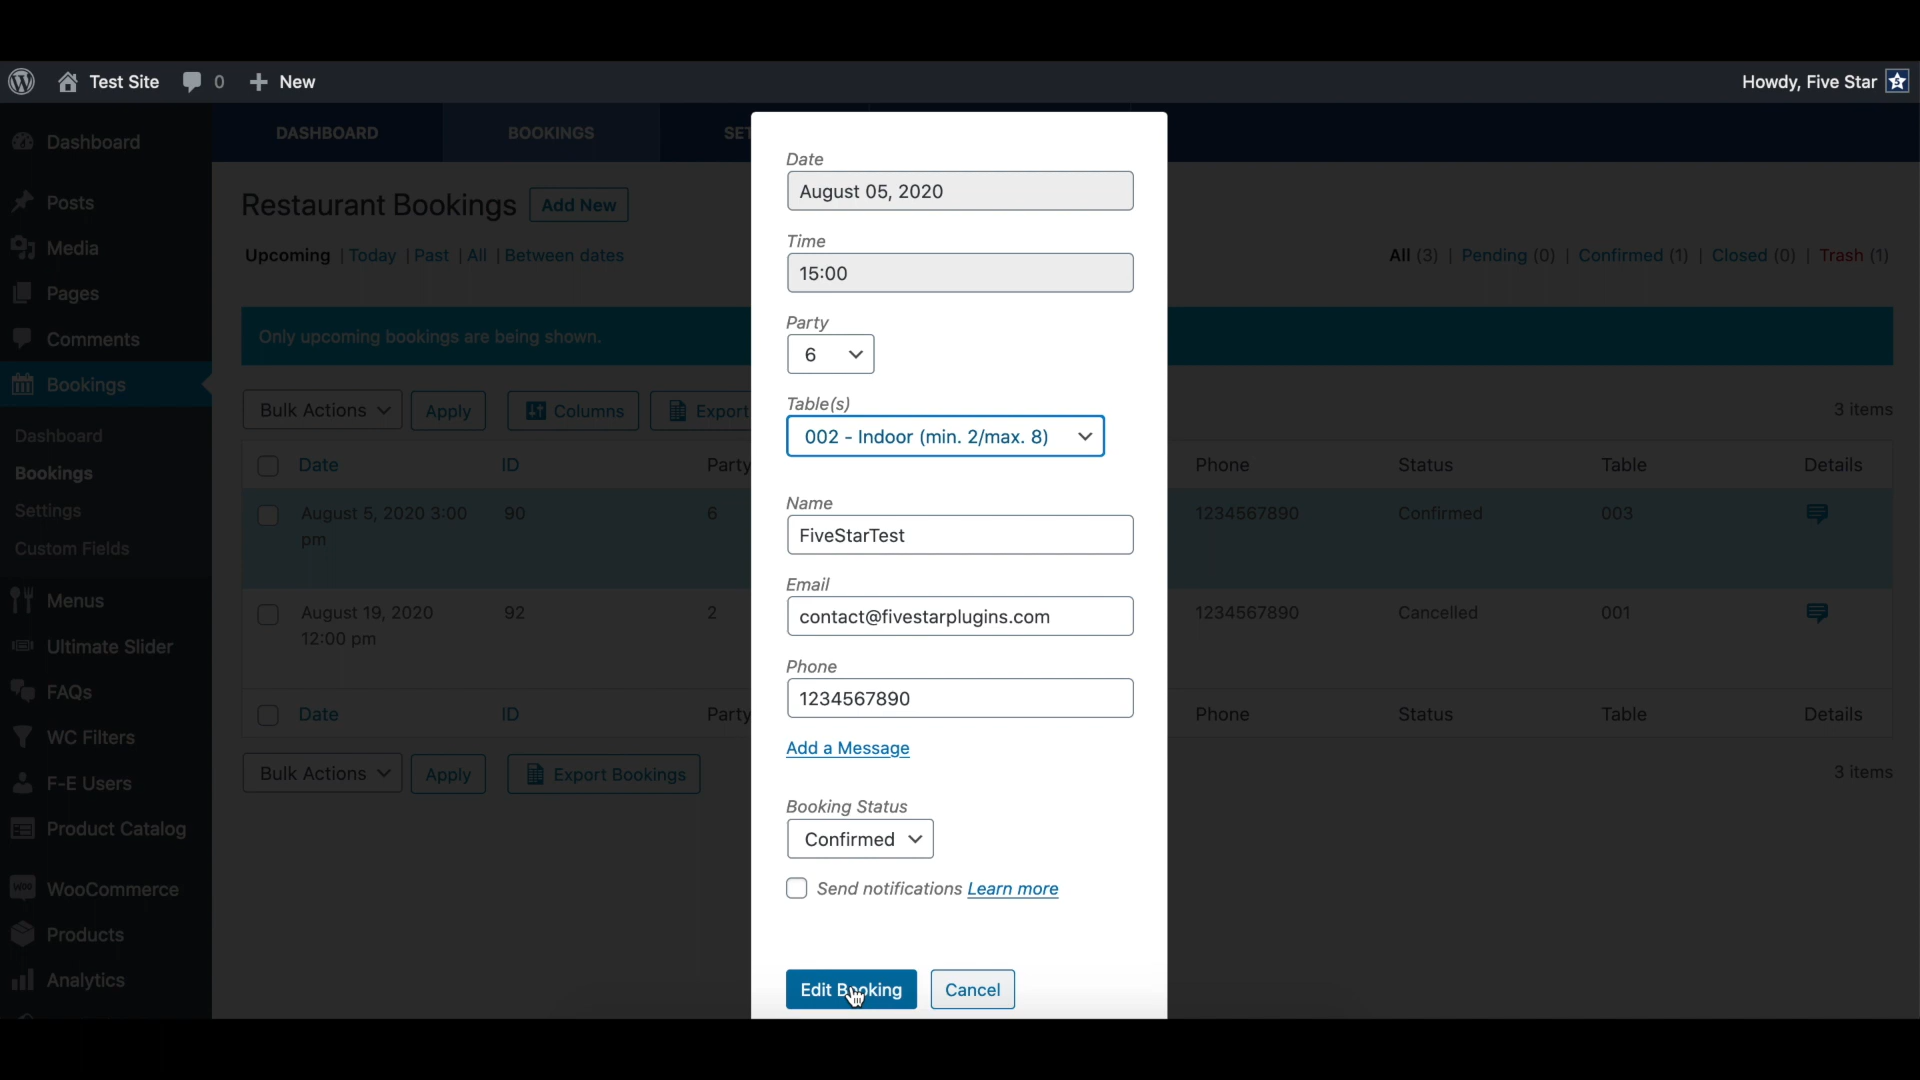 Test Site 0 New
Howdy, Five Star
Dashboard
Posts
Media
Pages
Comments
Bookings
Dashboard
Bookings
Settings
Custom Fields
Menus
Ultimate Slider
FAQs
WC Filters
F-E Users
Product Catalog
WooCommerce
Products
Analytics
DASHBOARD BOOKINGS SET
Restaurant Bookings Add New
Upcoming | Today | Past | All | Between dates
All (3) | Pending (0) | Confirmed (1) | Closed (0) | Trash (1)
Only upcoming bookings are being shown.
Bulk Actions Apply Columns Export
3 items
Date ID Party Phone Status Table Details
August 5, 2020 3:00 90 6 1234567890 Confirmed 003
pm
August 19, 2020 92 2 1234567890 Cancelled 001
12:00 pm
Date ID Party Phone Status Table Details
Bulk Actions Apply Export Bookings
3 items
Date
August 05, 2020
Time
15:00
Party
6
Table(s)
002 - Indoor (min. 2/max. 8)
Name
FiveStarTest
Email
contact@fivestarplugins.com
Phone
1234567890
Add a Message
Booking Status
Confirmed
Send notifications Learn more
Edit Booking Cancel